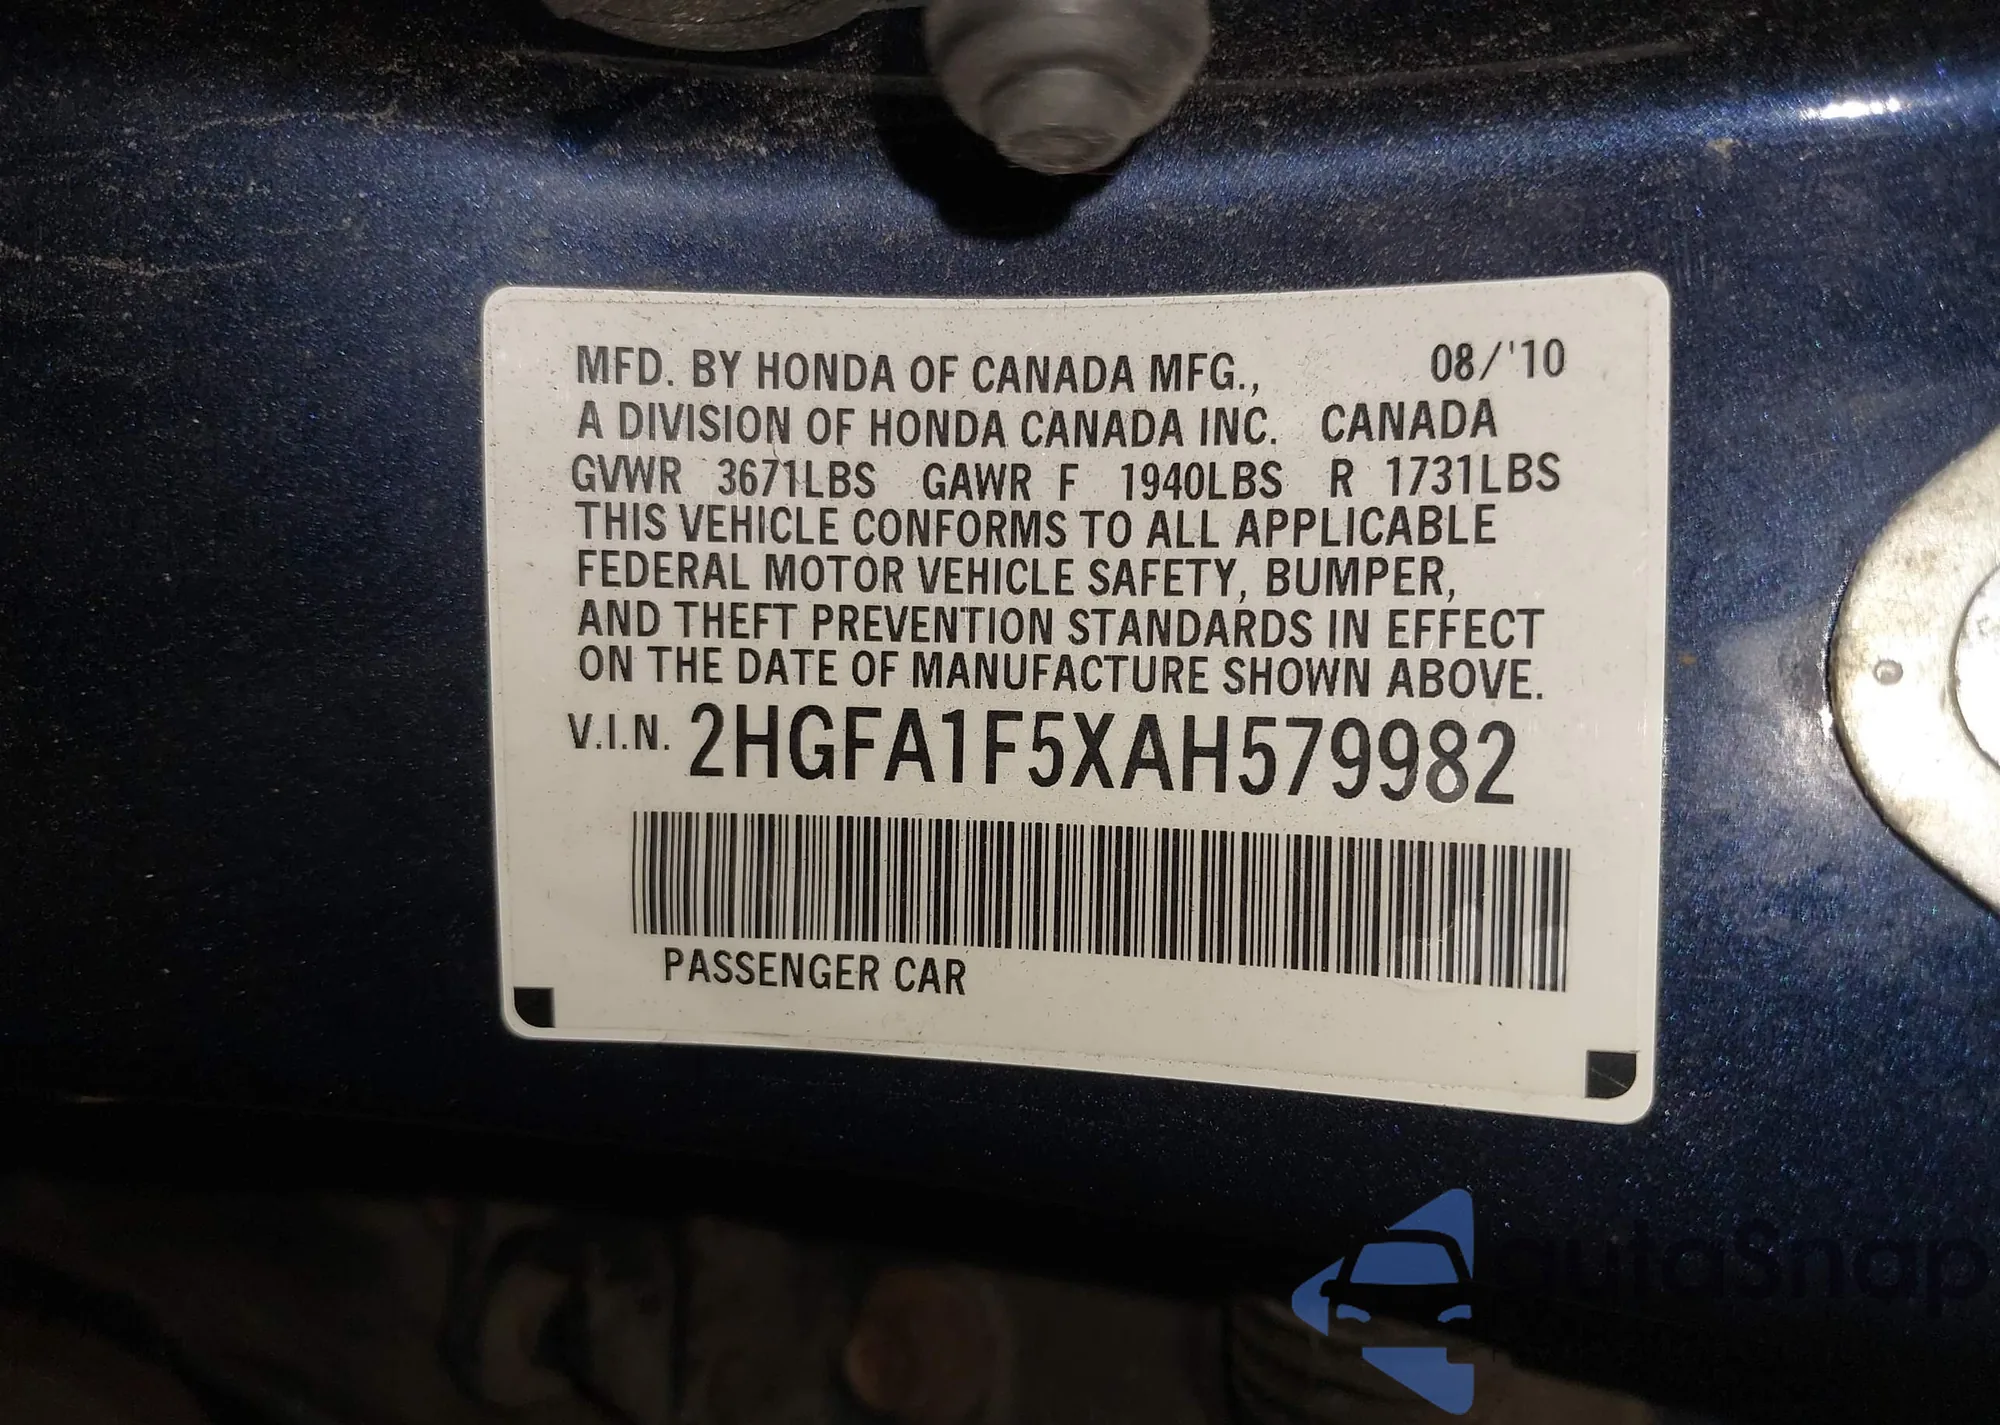 MFD. BY HONDA OF CANADA MFG., 08/'10
A DIVISION OF HONDA CANADA INC. CANADA
GVWR 3671LBS GAWR F 1940LBS R 1731LBS
THIS VEHICLE CONFORMS TO ALL APPLICABLE
FEDERAL MOTOR VEHICLE SAFETY, BUMPER,
AND THEFT PREVENTION STANDARDS IN EFFECT
ON THE DATE OF MANUFACTURE SHOWN ABOVE.
V.I.N. 2HGFA1F5XAH579982
PASSENGER CAR
autaSnap